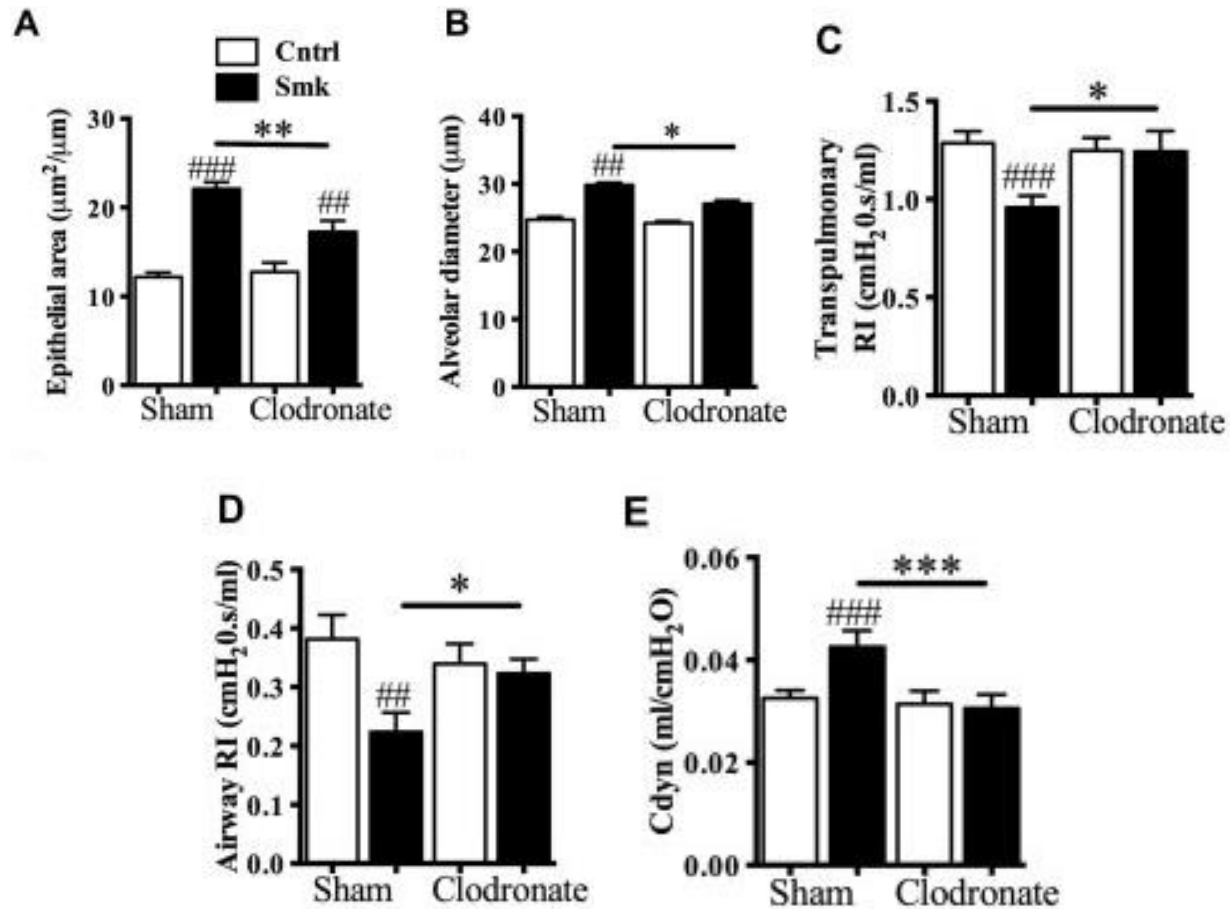 A
Cntrl
Smk
Epithelial area (μm²/μm)
30
20
10
0
###
**
##
Sham Clodronate
B
Alveolar diameter (μm)
40
30
20
10
0
##
*
Sham Clodronate
C
Transpulmonary
RI (cmH₂0.s/ml)
1.5
1.0
0.5
0.0
###
*
Sham Clodronate
D
Airway RI (cmH₂0.s/ml)
0.5
0.4
0.3
0.2
0.1
0.0
##
*
Sham Clodronate
E
Cdyn (ml/cmH₂O)
0.06
0.04
0.02
0.00
###
***
Sham Clodronate